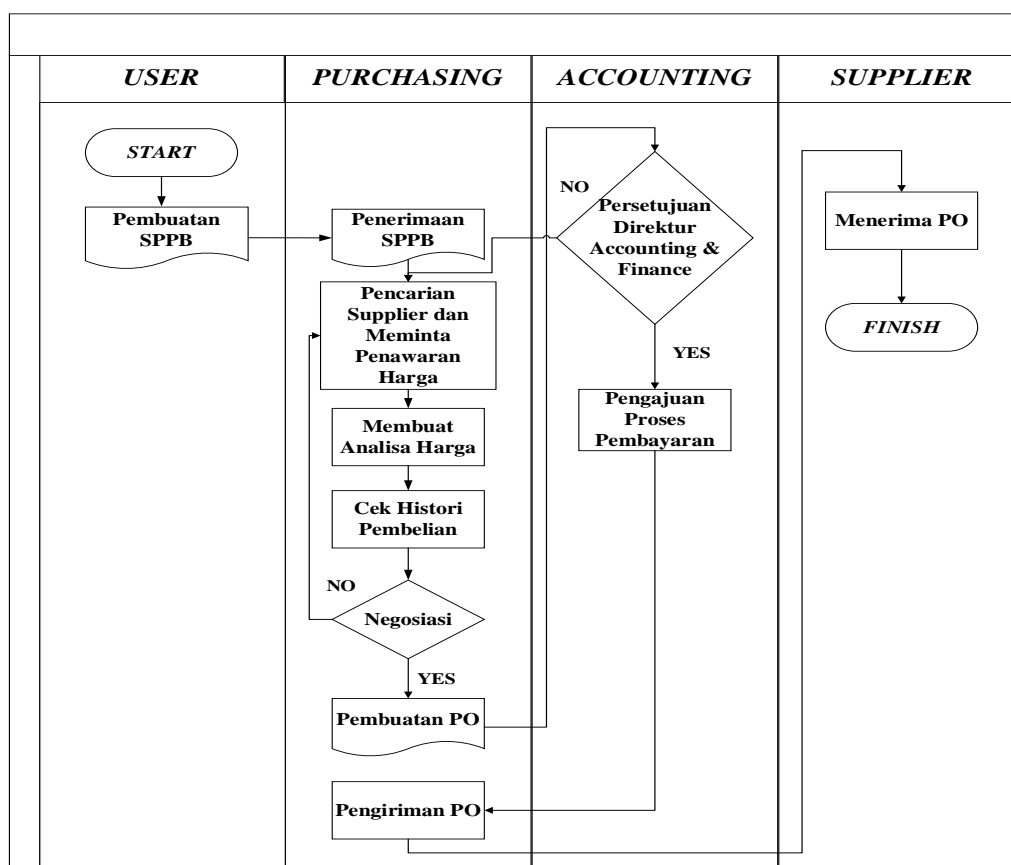 USER
PURCHASING
ACCOUNTING
SUPPLIER
START
Pembuatan
SPPB
Penerimaan
SPPB
Pencarian
Supplier dan
Meminta
Penawaran
Harga
Membuat
Analisa Harga
Cek Histori
Pembelian
NO
Negosiasi
YES
Pembuatan PO
Pengiriman PO
NO
Persetujuan
Direktur
Accounting &
Finance
YES
Pengajuan
Proses
Pembayaran
Menerima PO
FINISH